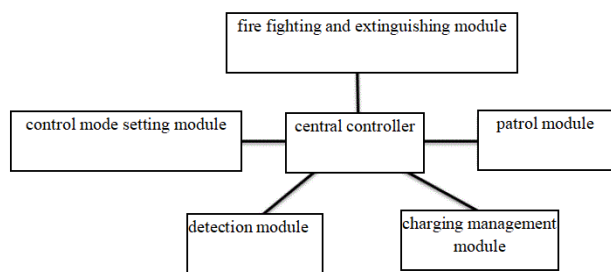 fire fighting and extinguishing module
control mode setting module
central controller
patrol module
detection module
charging management
module